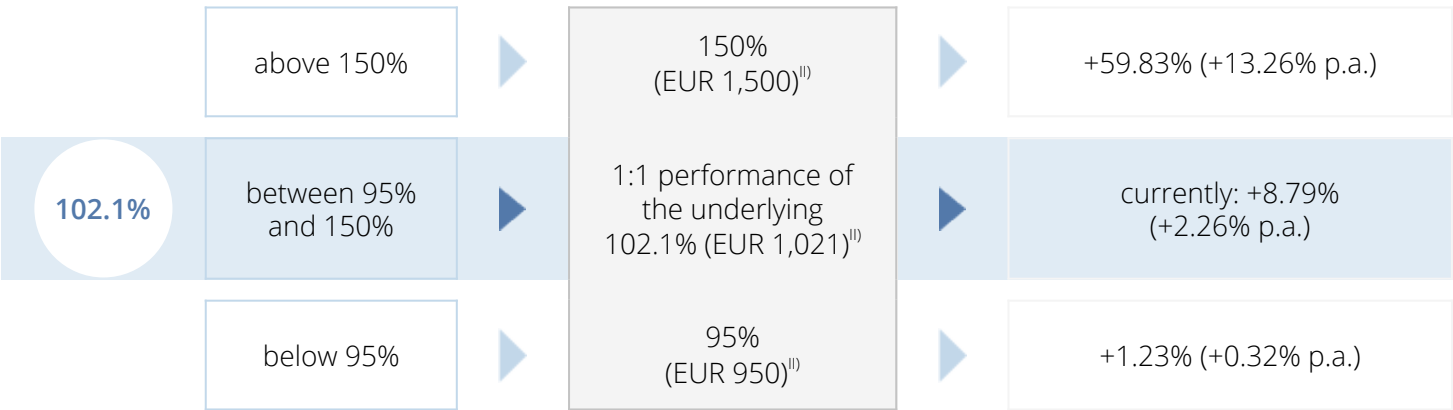 above 150%
150%
(EUR 1,500)II)
+59.83% (+13.26% p.a.)
102.1%
between 95%
and 150%
1:1 performance of
the underlying
102.1% (EUR 1,021)II)
currently: +8.79%
(+2.26% p.a.)
below 95%
95%
(EUR 950)II)
+1.23% (+0.32% p.a.)